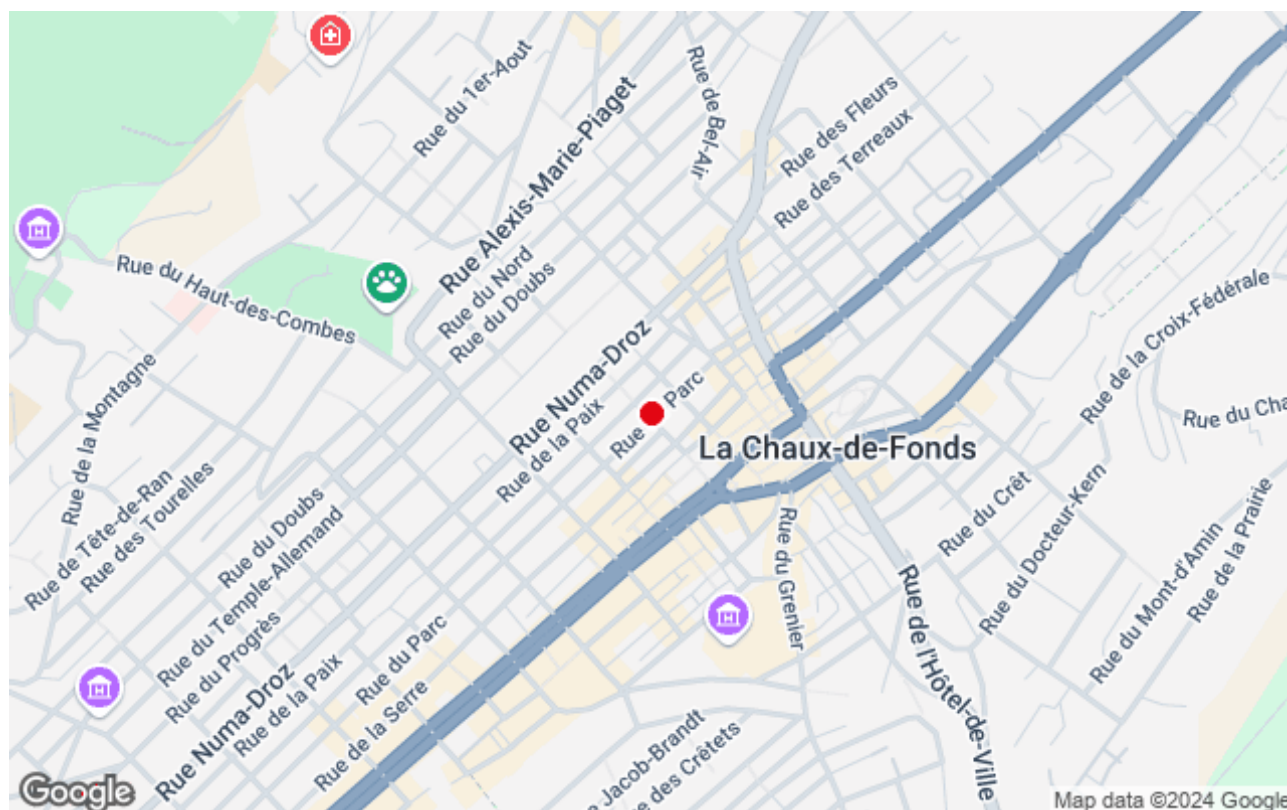 Rue du 1er-Aout
Rue Alexis-Marie-Piaget
Rue de Bel-Air
Rue des Fleurs
Rue des Terreaux
Rue du Haut-des-Combes
Rue du Nord
Rue du Doubs
Rue de la Croix-Fédérale
Rue Numa-Droz
Rue de la Paix
Rue Parc
Rue du Cha
La Chaux-de-Fonds
Rue de la Montagne
Rue de Tête-de-Ran
Rue des Tourelles
Rue du Doubs
Rue du Temple-Allemand
Rue du Progrès
Rue Numa-Droz
Rue de la Paix
Rue du Parc
Rue de la Serre
Rue du Grenier
Rue du Crêt
Rue du Docteur-Kern
Rue du Mont-d'Amin
Rue de la Prairie
Rue de l'Hôtel-de-Ville
e Jacob-Brandt
e des Crêtets
Google
Map data ©2024 Google